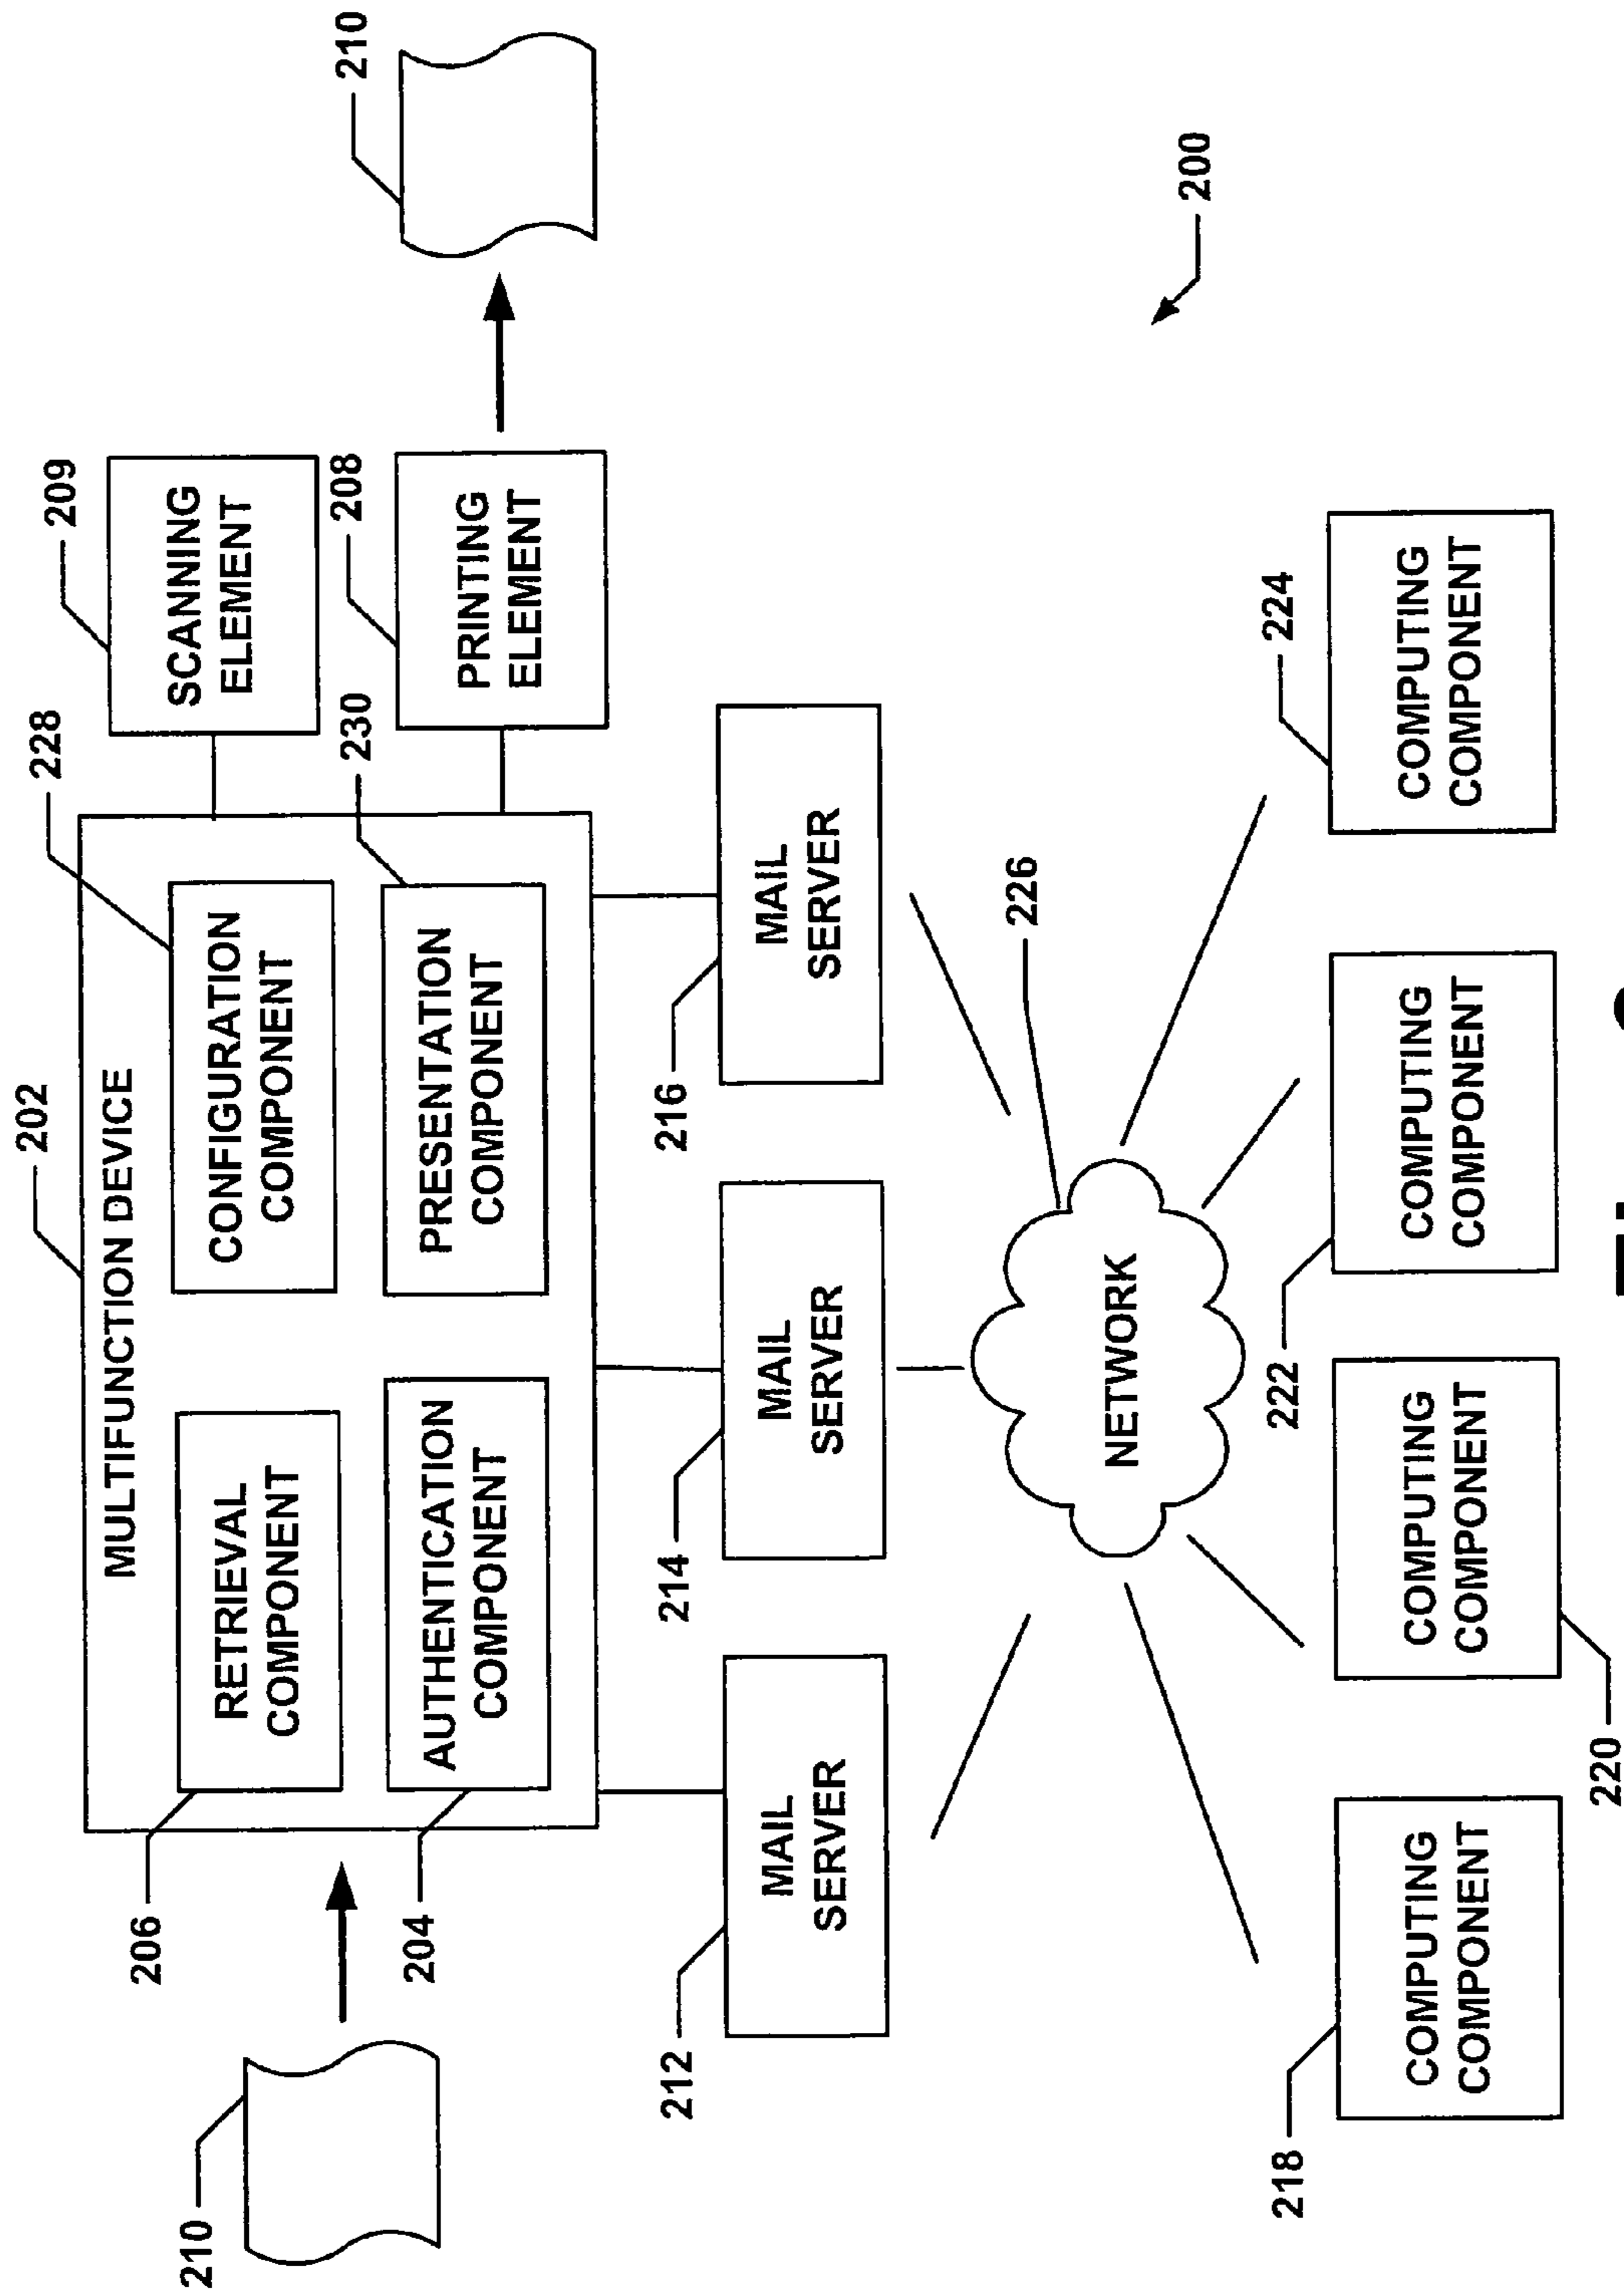 202
MULTIFUNCTION DEVICE
206
RETRIEVAL
COMPONENT
228
CONFIGURATION
COMPONENT
204
AUTHENTICATION
COMPONENT
230
PRESENTATION
COMPONENT
209
SCANNING
ELEMENT
208
PRINTING
ELEMENT
210
210
212
MAIL
SERVER
214
MAIL
SERVER
216
MAIL
SERVER
226
NETWORK
200
218
COMPUTING
COMPONENT
220
COMPUTING
COMPONENT
222
COMPUTING
COMPONENT
224
COMPUTING
COMPONENT